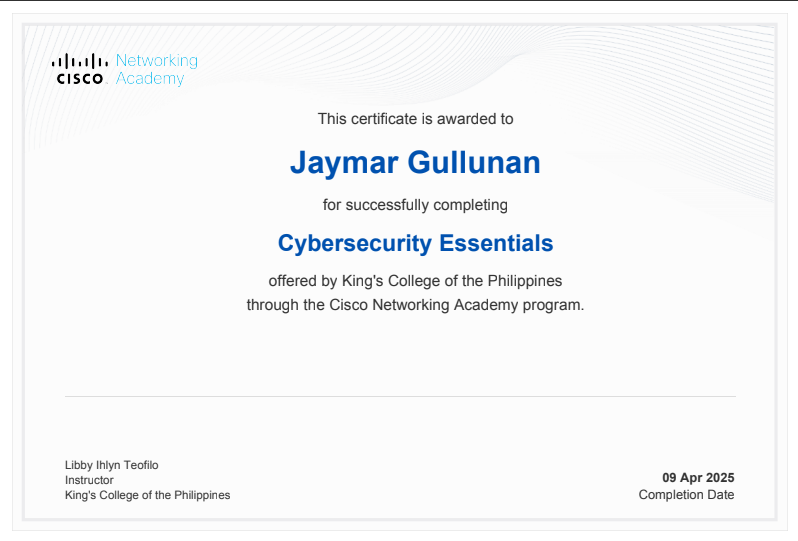 Networking
CISCO. Academy
This certificate is awarded to
Jaymar Gullunan
for successfully completing
Cybersecurity Essentials
offered by King's College of the Philippines
through the Cisco Networking Academy program.
Libby Ihlyn Teofilo
Instructor
King's College of the Philippines
09 Apr 2025
Completion Date